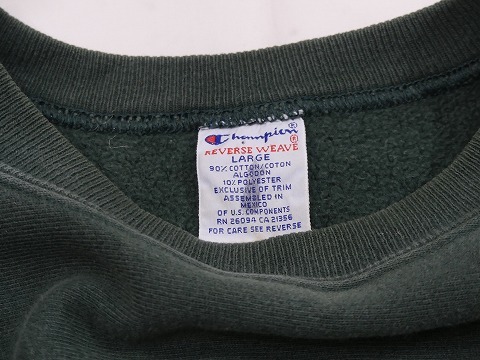 Champion®
REVERSE WEAVE®
LARGE
90% COTTON/COTON
ALGODON
10% POLYESTER
EXCLUSIVE OF TRIM
ASSEMBLED IN
MEXICO
OF U.S. COMPONENTS
RN 26094 CA 21356
FOR CARE SEE REVERSE